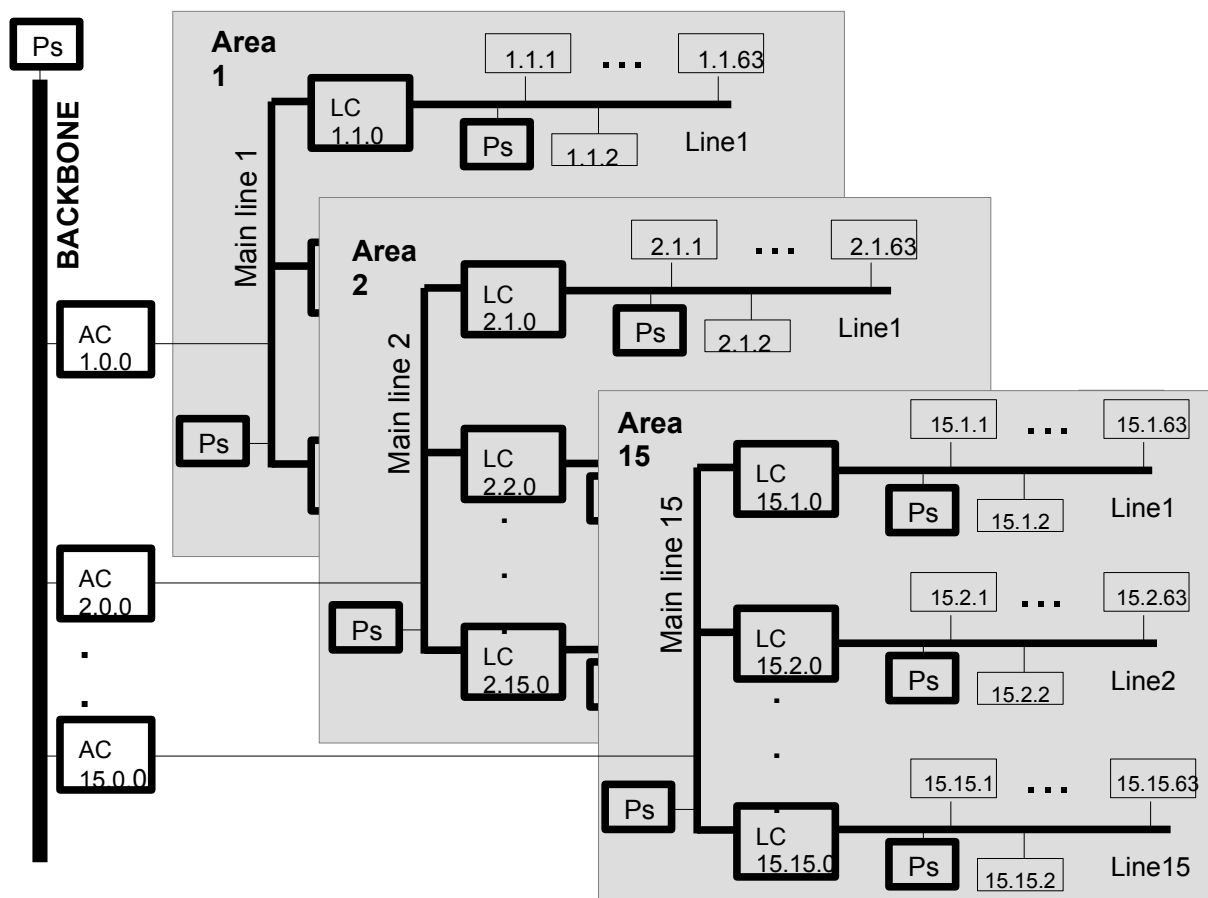 Ps
BACKBONE
AC
1.0.0
AC
2.0.0
.
.
AC
15.0.0
Area
1
Main line 1
Ps
LC
1.1.0
1.1.1
...
1.1.63
Ps
1.1.2
Line1
Area
2
Main line 2
Ps
LC
2.1.0
2.1.1
...
2.1.63
Ps
2.1.2
Line1
LC
2.2.0
.
.
.
LC
2.15.0
Area
15
Main line 15
Ps
LC
15.1.0
15.1.1
...
15.1.63
Ps
15.1.2
Line1
LC
15.2.0
15.2.1
...
15.2.63
Ps
15.2.2
Line2
.
.
.
LC
15.15.0
15.15.1
...
15.15.63
Ps
15.15.2
Line15